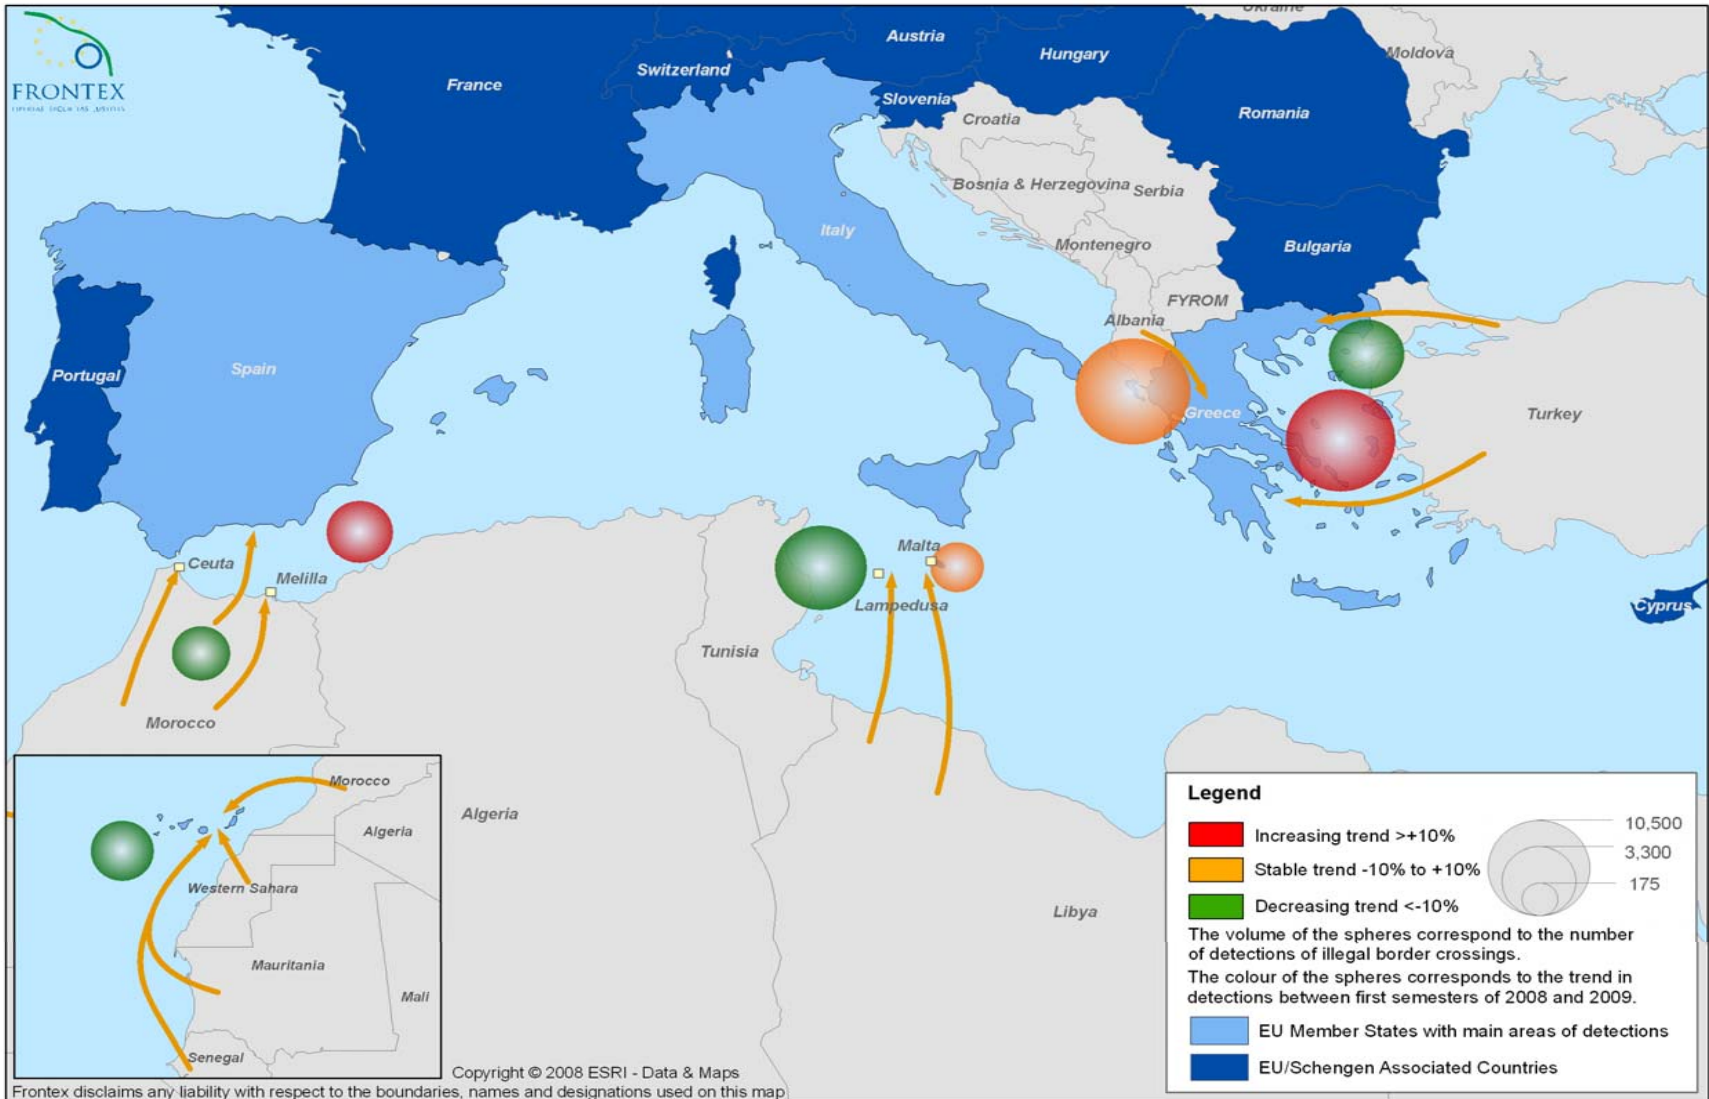 Ukraine
Moldova
Austria
Hungary
Switzerland
France
Slovenia
Romania
FRONTEX
Croatia
Bosnia & Herzegovina
Serbia
Italy
Montenegro
Bulgaria
FYROM
Albania
Portugal
Spain
Greece
Turkey
Ceuta
Melilla
Malta
Lampedusa
Cyprus
Tunisia
Morocco
Algeria
Libya
Morocco
Algeria
Western Sahara
Mauritania
Mali
Senegal
Legend
Increasing trend >+10%
Stable trend -10% to +10%
Decreasing trend <-10%
10,500
3,300
175
The volume of the spheres correspond to the number
of detections of illegal border crossings.
The colour of the spheres corresponds to the trend in
detections between first semesters of 2008 and 2009.
EU Member States with main areas of detections
EU/Schengen Associated Countries
Copyright © 2008 ESRI - Data & Maps
Frontex disclaims any liability with respect to the boundaries, names and designations used on this map